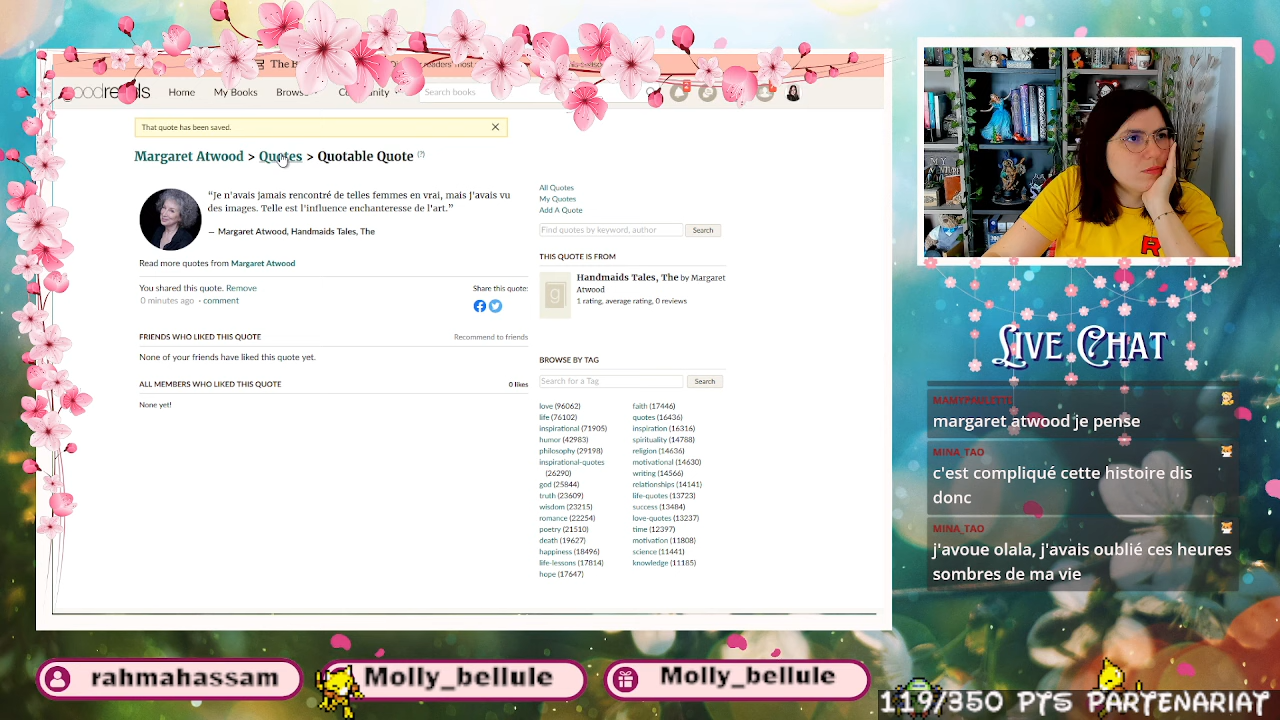 The B
readers' most
goodreads
Home
My Books
Browse
Community
Search books
That quote has been saved.
Margaret Atwood > Quotes > Quotable Quote (?)
“Je n'avais jamais rencontré de telles femmes en vrai, mais j'avais vu
des images. Telle est l'influence enchanteresse de l'art.”
― Margaret Atwood, Handmaids Tales, The
Read more quotes from Margaret Atwood
You shared this quote. Remove
0 minutes ago · comment
Share this quote:
FRIENDS WHO LIKED THIS QUOTE
Recommend to friends
None of your friends have liked this quote yet.
ALL MEMBERS WHO LIKED THIS QUOTE
0 likes
None yet!
All Quotes
My Quotes
Add A Quote
Find quotes by keyword, author
Search
THIS QUOTE IS FROM
Handmaids Tales, The by Margaret
Atwood
1 rating, average rating, 0 reviews
BROWSE BY TAG
Search for a Tag
Search
love (96062)
life (76102)
inspirational (71905)
humor (42983)
philosophy (29198)
inspirational-quotes
(26290)
god (25844)
truth (23609)
wisdom (23215)
romance (22254)
poetry (21510)
death (19627)
happiness (18496)
life-lessons (17814)
hope (17647)
faith (17446)
quotes (16436)
inspiration (16316)
spirituality (14788)
religion (14636)
motivational (14630)
writing (14566)
relationships (14141)
life-quotes (13723)
success (13484)
love-quotes (13237)
time (12397)
motivation (11808)
science (11441)
knowledge (11185)
LIVE CHAT
margaret atwood je pense
MINA_TAO
c'est compliqué cette histoire dis
donc
MINA_TAO
j'avoue olala, j'avais oublié ces heures
sombres de ma vie
rahmahassam
Molly_bellule
Molly_bellule
119/350 PTS PARTENARIAT